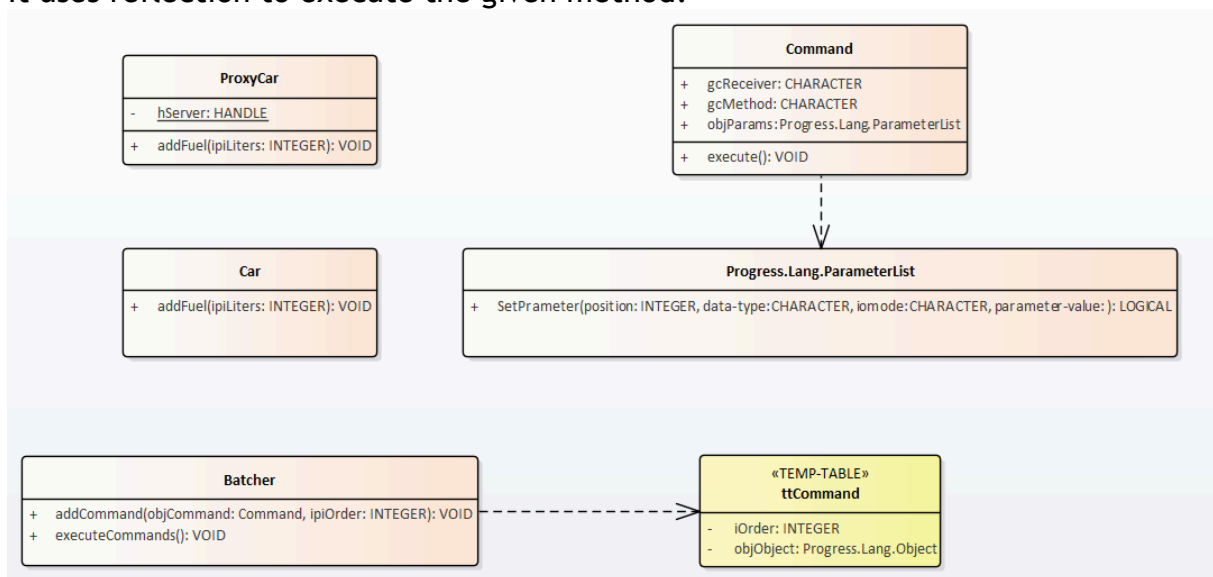 It uses reflection to execute the given method.
ProxyCar
- hServer: HANDLE
+ addFuel(ipiLiters: INTEGER): VOID
Command
+ gcReceiver: CHARACTER
+ gcMethod: CHARACTER
+ objParams:Progress.Lang.ParameterList
+ execute(): VOID
Car
+ addFuel(ipiLiters: INTEGER): VOID
Progress.Lang.ParameterList
+ SetPrameter(position: INTEGER, data-type:CHARACTER, iomode:CHARACTER, parameter-value: ): LOGICAL
Batcher
+ addCommand(objCommand: Command, ipiOrder: INTEGER): VOID
+ executeCommands(): VOID
«TEMP-TABLE»
ttCommand
- iOrder: INTEGER
- objObject: Progress.Lang.Object